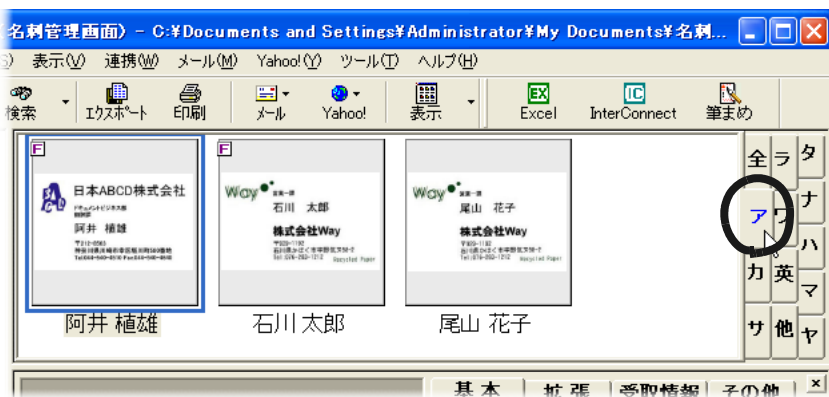 名刺管理画面） - C:¥Documents and Settings¥Administrator¥My Documents¥名刺
表示(V) 連携(W) メール(M) Yahoo!(Y) ツール(T) ヘルプ(H)
検索 エクスポート 印刷 メール Yahoo! 表示 Excel InterConnect 筆まめ
EX IC
全 ラ タ
ア ワ ナ
カ 英 ハ
サ 他 マ
ヤ
F
日本ABCD株式会社
阿井 植雄
F
Way
石川 太郎
株式会社Way
Recycled Paper
Way
尾山 花子
株式会社Way
Recycled Paper
阿井 植雄 石川 太郎 尾山 花子
基本 拡張 受取情報 その他